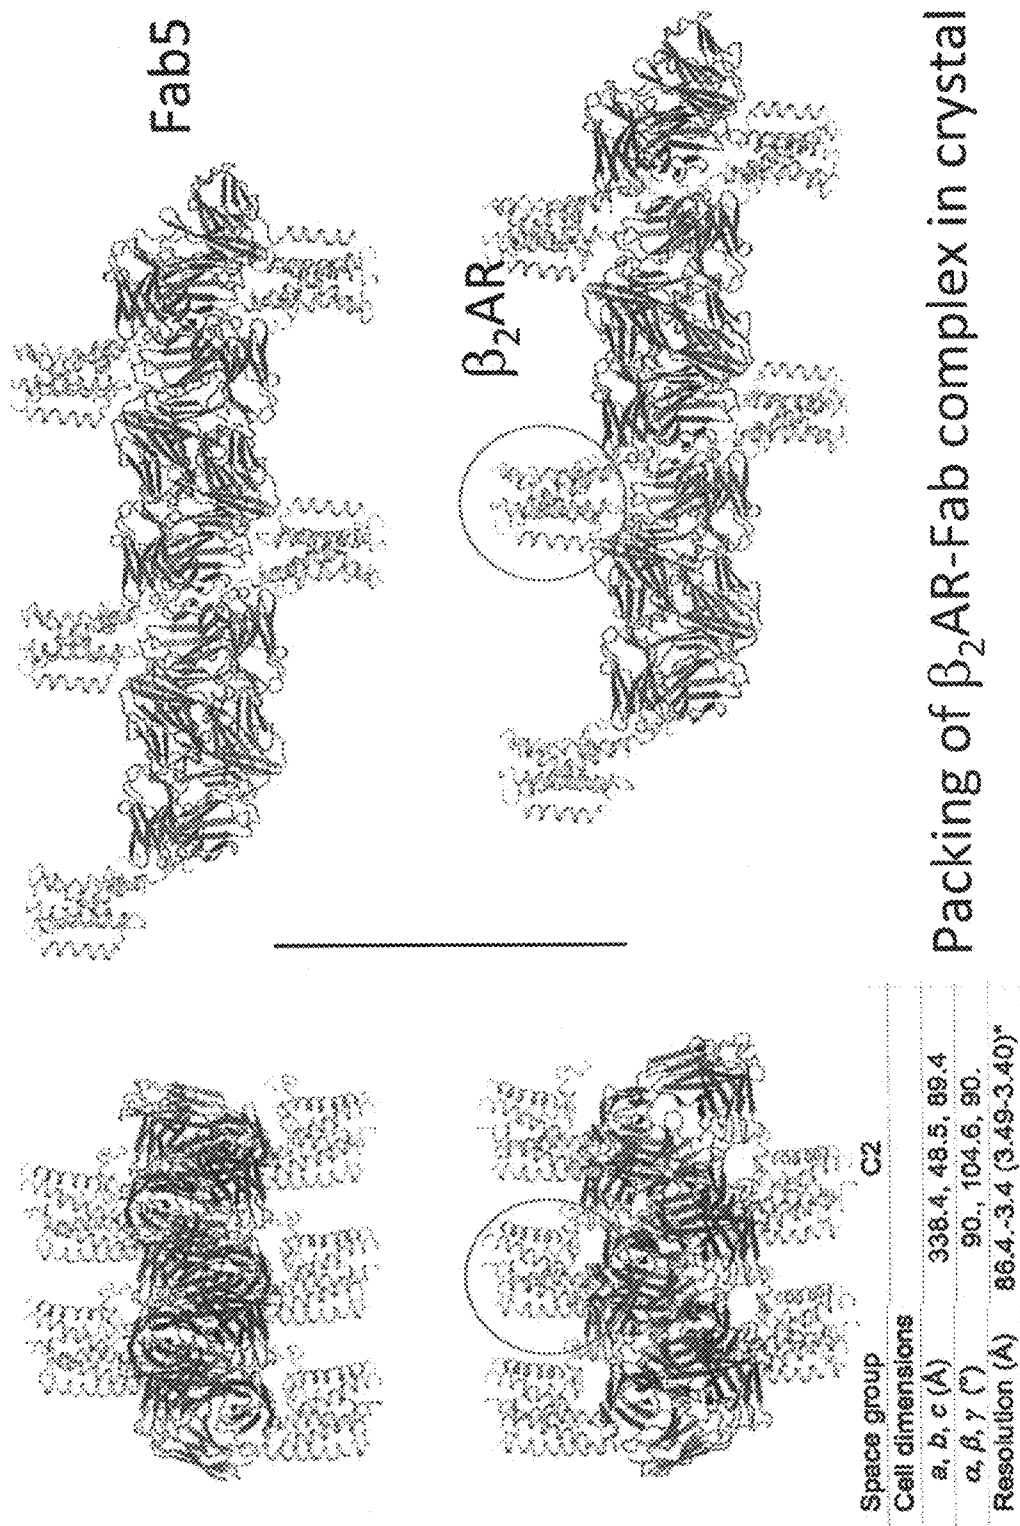 Fab5
β₂AR
Packing of β₂AR-Fab complex in crystal
Space group C2
Cell dimensions
a, b, c (Å) 338.4, 48.5, 89.4
α, β, γ (°) 90., 104.6, 90.
Resolution (Å) 86.4.-3.4 (3.49-3.40)*